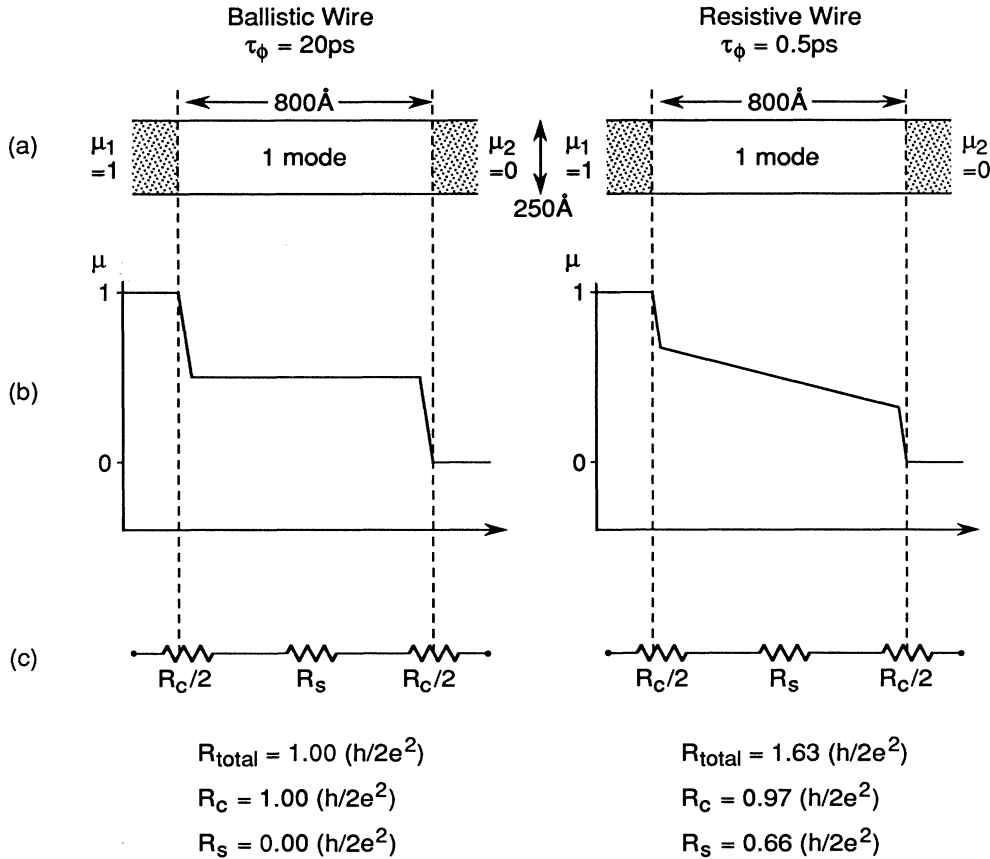 Ballistic Wire
τϕ = 20ps
Resistive Wire
τϕ = 0.5ps
800Å
800Å
(a)
μ1
=1
1 mode
μ2
=0
250Å
μ1
=1
1 mode
μ2
=0
(b)
μ
1
0
μ
1
0
(c)
Rc/2
Rs
Rc/2
Rc/2
Rs
Rc/2
Rtotal = 1.00 (h/2e²)
Rc = 1.00 (h/2e²)
Rs = 0.00 (h/2e²)
Rtotal = 1.63 (h/2e²)
Rc = 0.97 (h/2e²)
Rs = 0.66 (h/2e²)